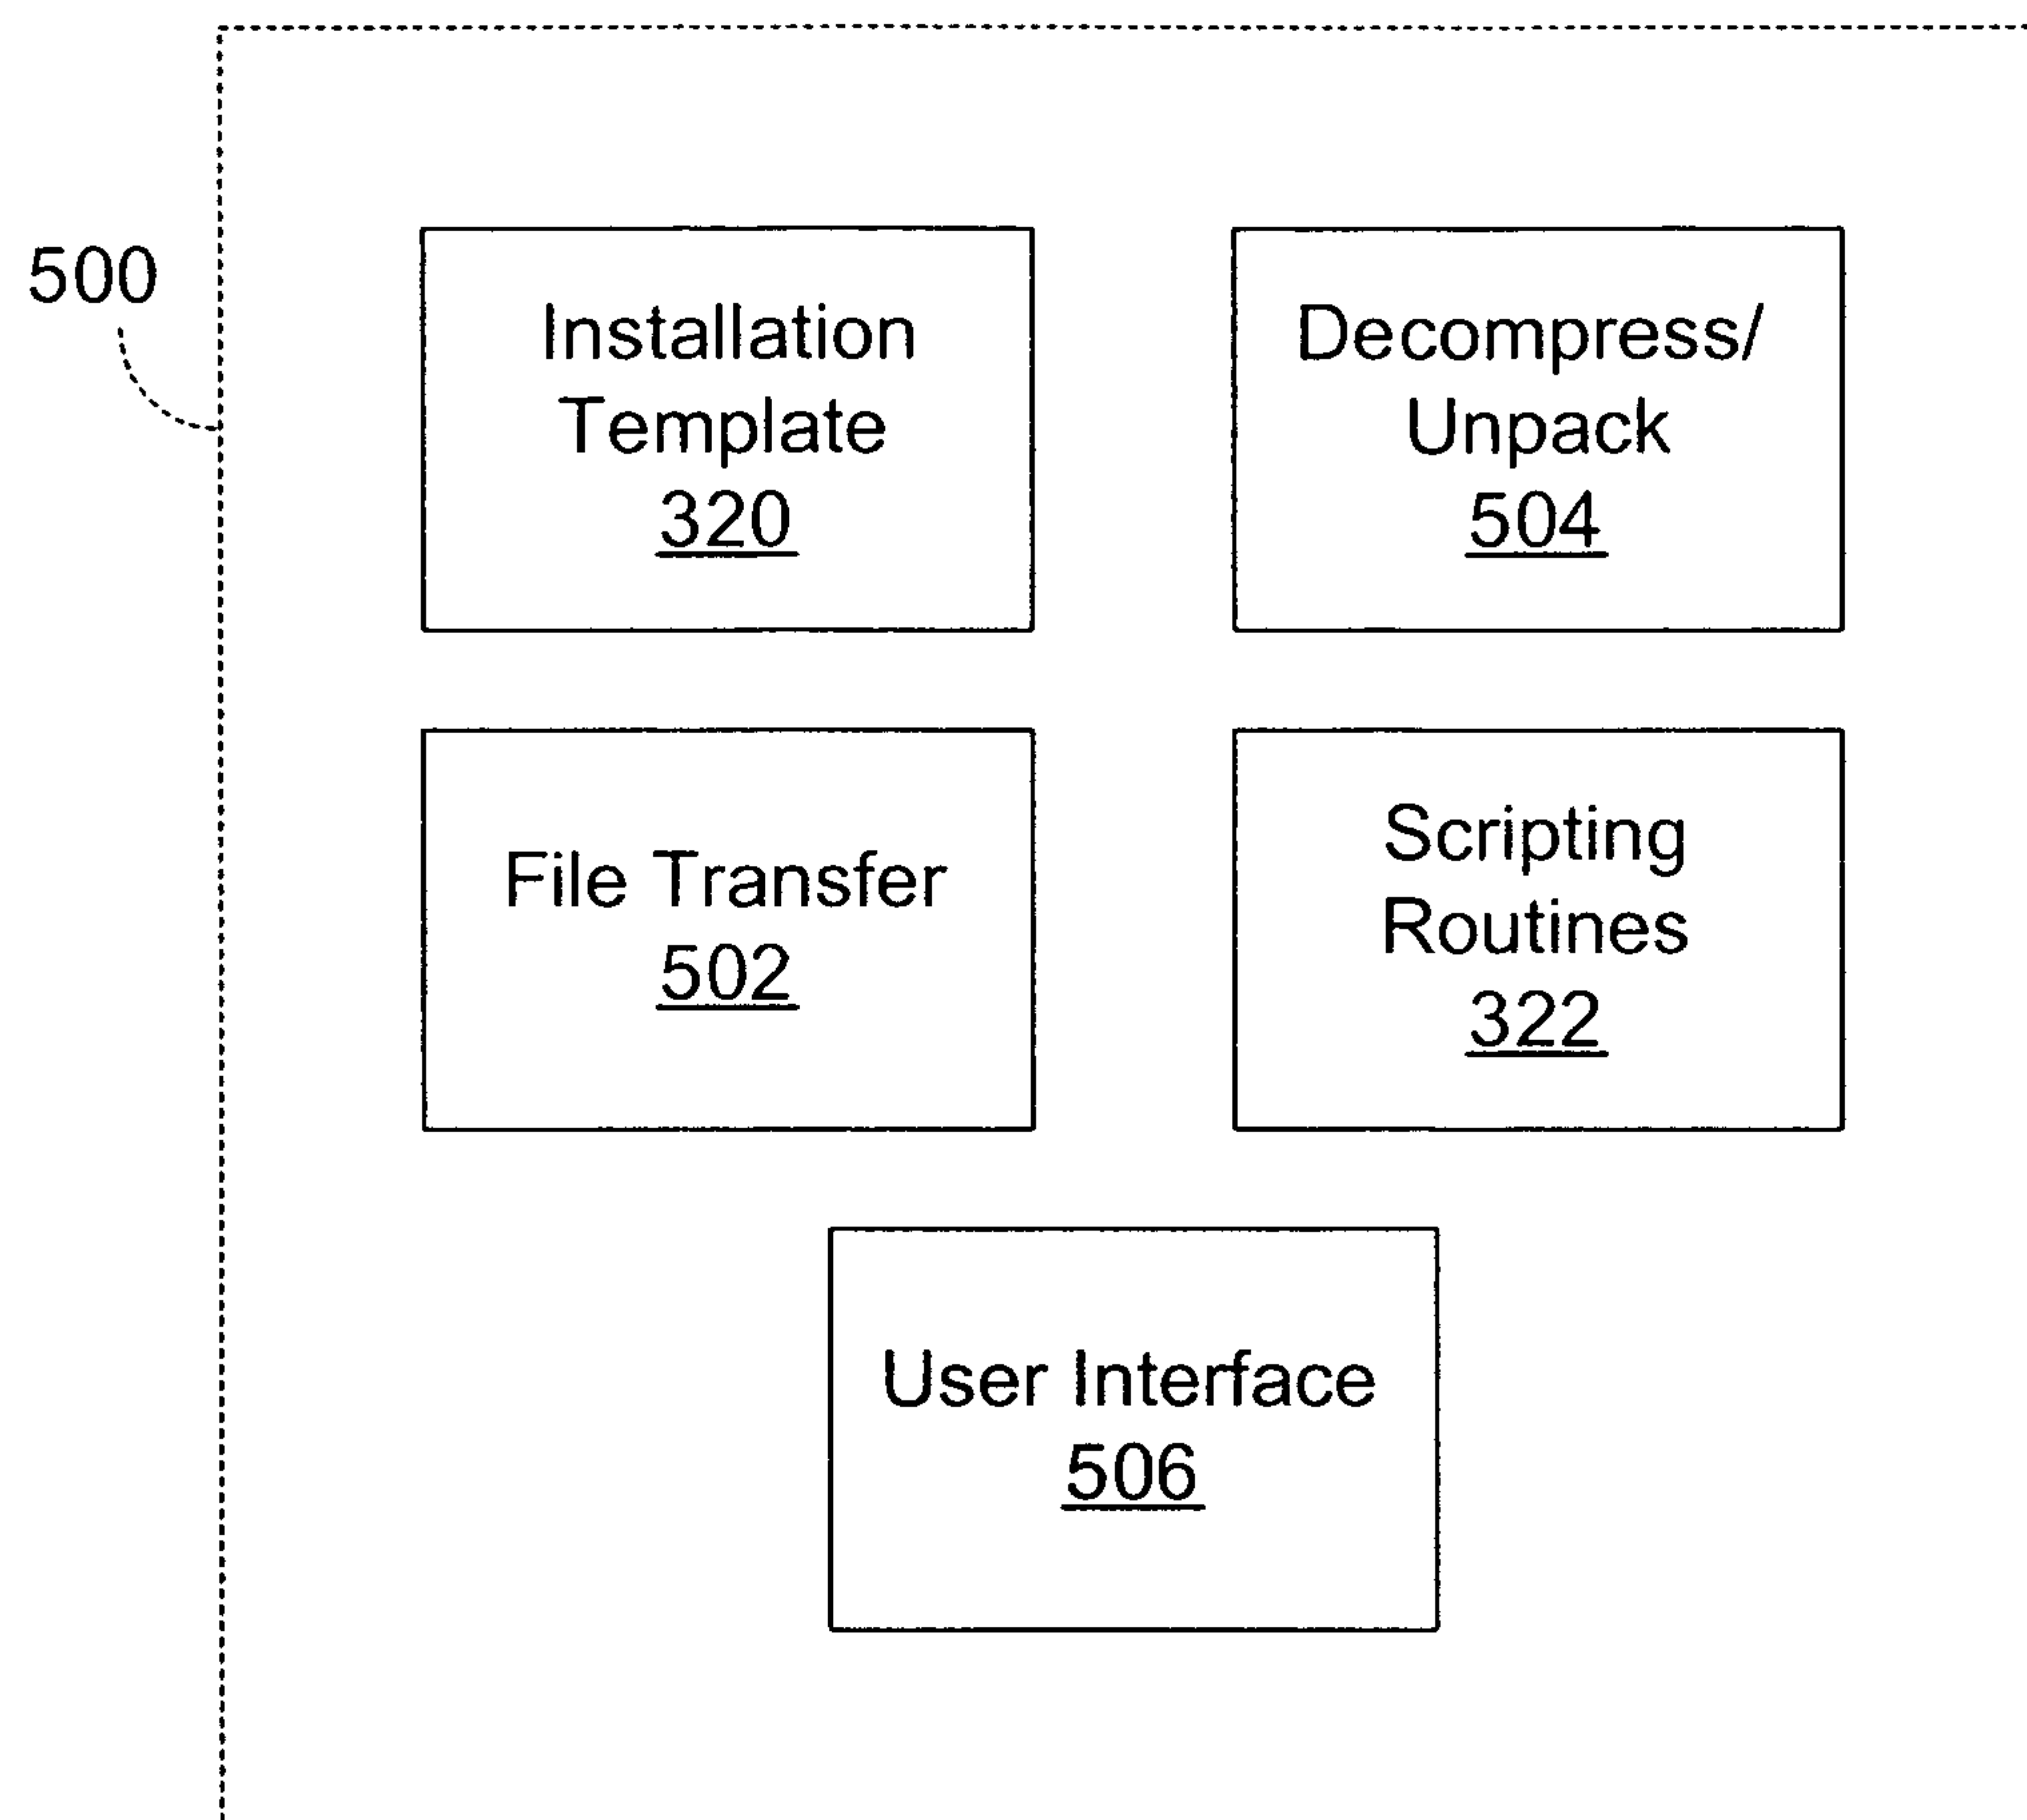 500
Installation
Template
320
Decompress/
Unpack
504
File Transfer
502
Scripting
Routines
322
User Interface
506